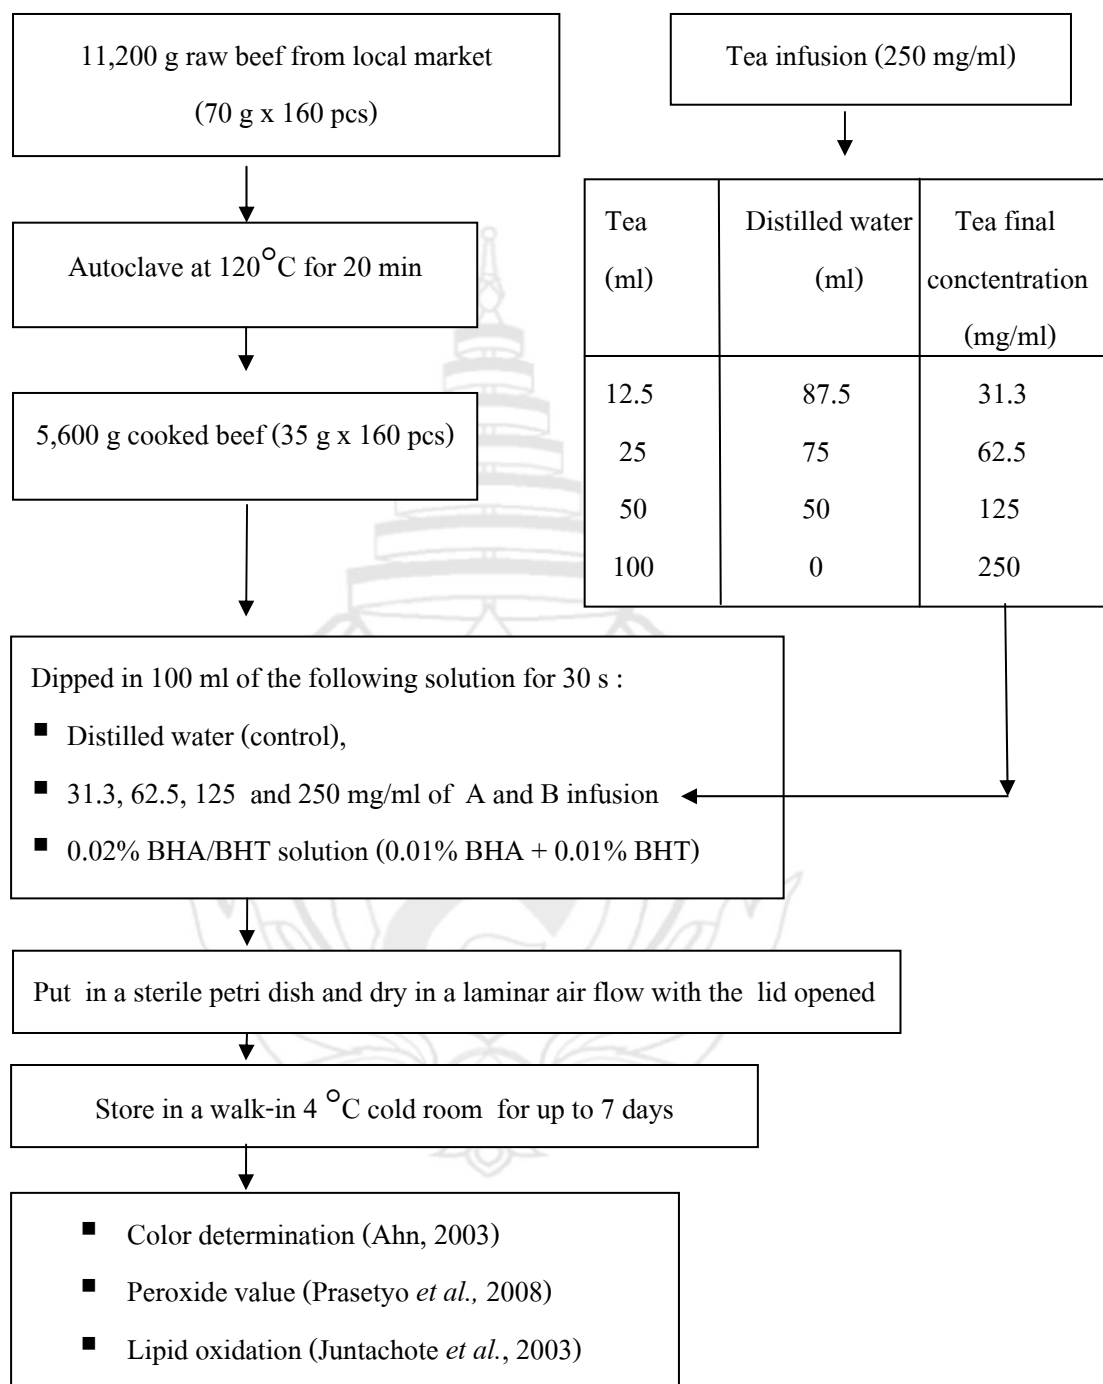 11,200 g raw beef from local market
(70 g x 160 pcs)
Autoclave at 120°C for 20 min
5,600 g cooked beef (35 g x 160 pcs)
Tea infusion (250 mg/ml)
Tea Distilled water Tea final
(ml) (ml) conctentration
(mg/ml)
12.5 87.5 31.3
25 75 62.5
50 50 125
100 0 250
Dipped in 100 ml of the following solution for 30 s :
▪ Distilled water (control),
▪ 31.3, 62.5, 125 and 250 mg/ml of A and B infusion
▪ 0.02% BHA/BHT solution (0.01% BHA + 0.01% BHT)
Put in a sterile petri dish and dry in a laminar air flow with the lid opened
Store in a walk-in 4 °C cold room for up to 7 days
▪ Color determination (Ahn, 2003)
▪ Peroxide value (Prasetyo et al., 2008)
▪ Lipid oxidation (Juntachote et al., 2003)